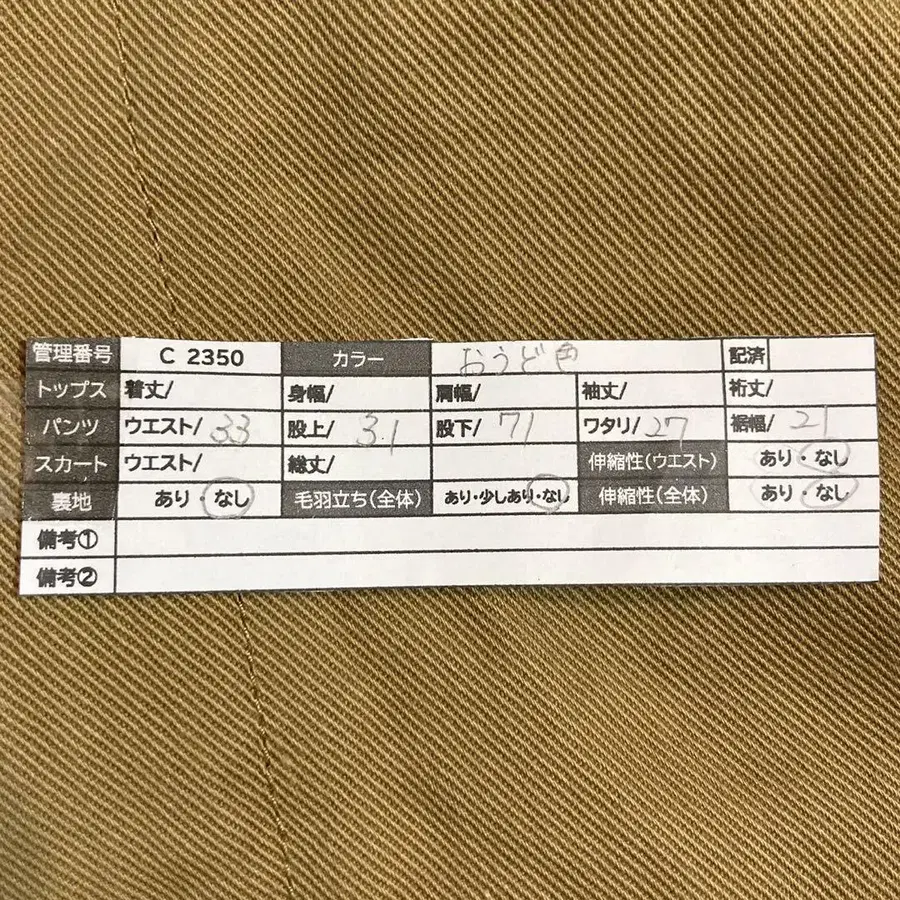 管理番号 C 2350 カラー おうど色 記済
トップス 着丈/ 身幅/ 肩幅/ 袖丈/ 裄丈/
パンツ ウエスト/ 33 股上/ 31 股下/ 71 ワタリ/ 27 裾幅/ 21
スカート ウエスト/ 総丈/ 伸縮性(ウエスト) あり・なし
裏地 あり・なし 毛羽立ち(全体) あり・少しあり・なし 伸縮性(全体) あり・なし
備考①
備考②